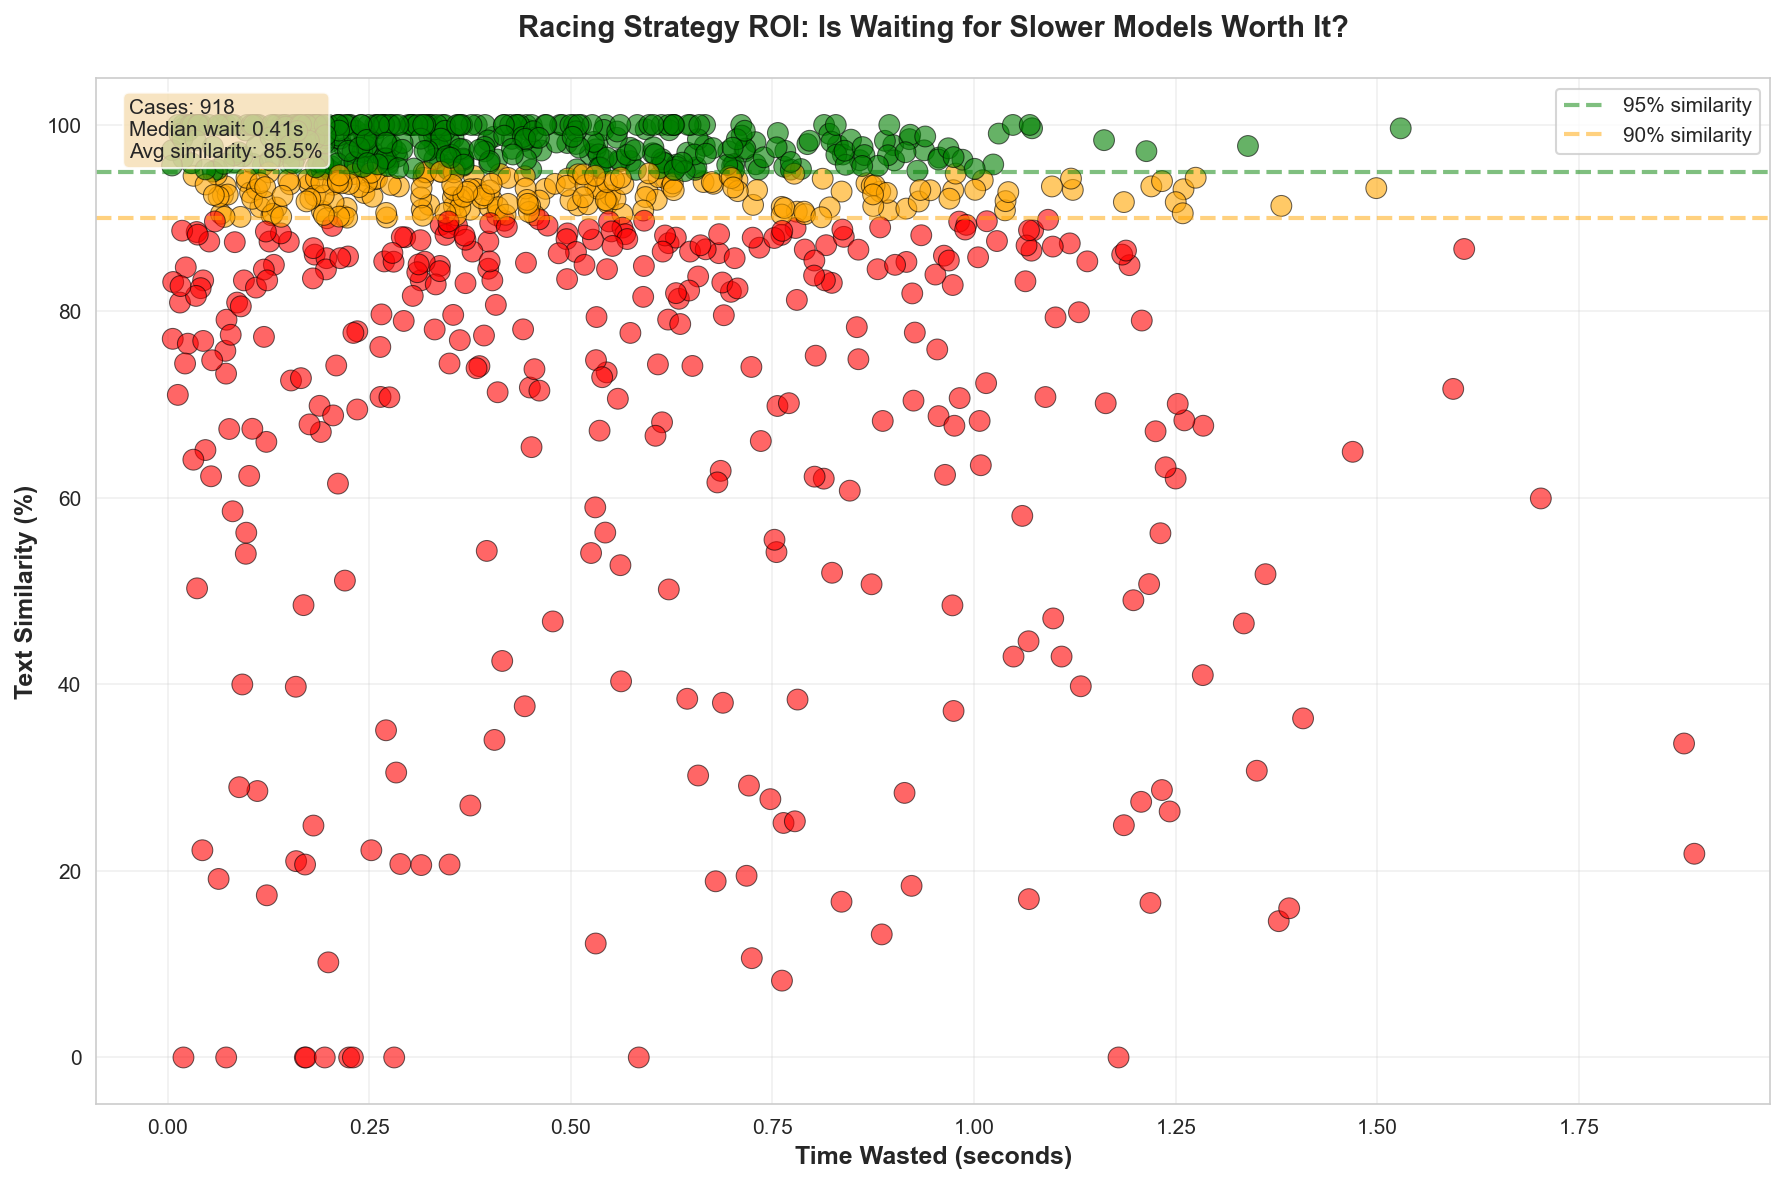 Racing Strategy ROI: Is Waiting for Slower Models Worth It?
Cases: 918
Median wait: 0.41s
Avg similarity: 85.5%
95% similarity
90% similarity
Text Similarity (%)
100
80
60
40
20
0
0.00 0.25 0.50 0.75 1.00 1.25 1.50 1.75
Time Wasted (seconds)